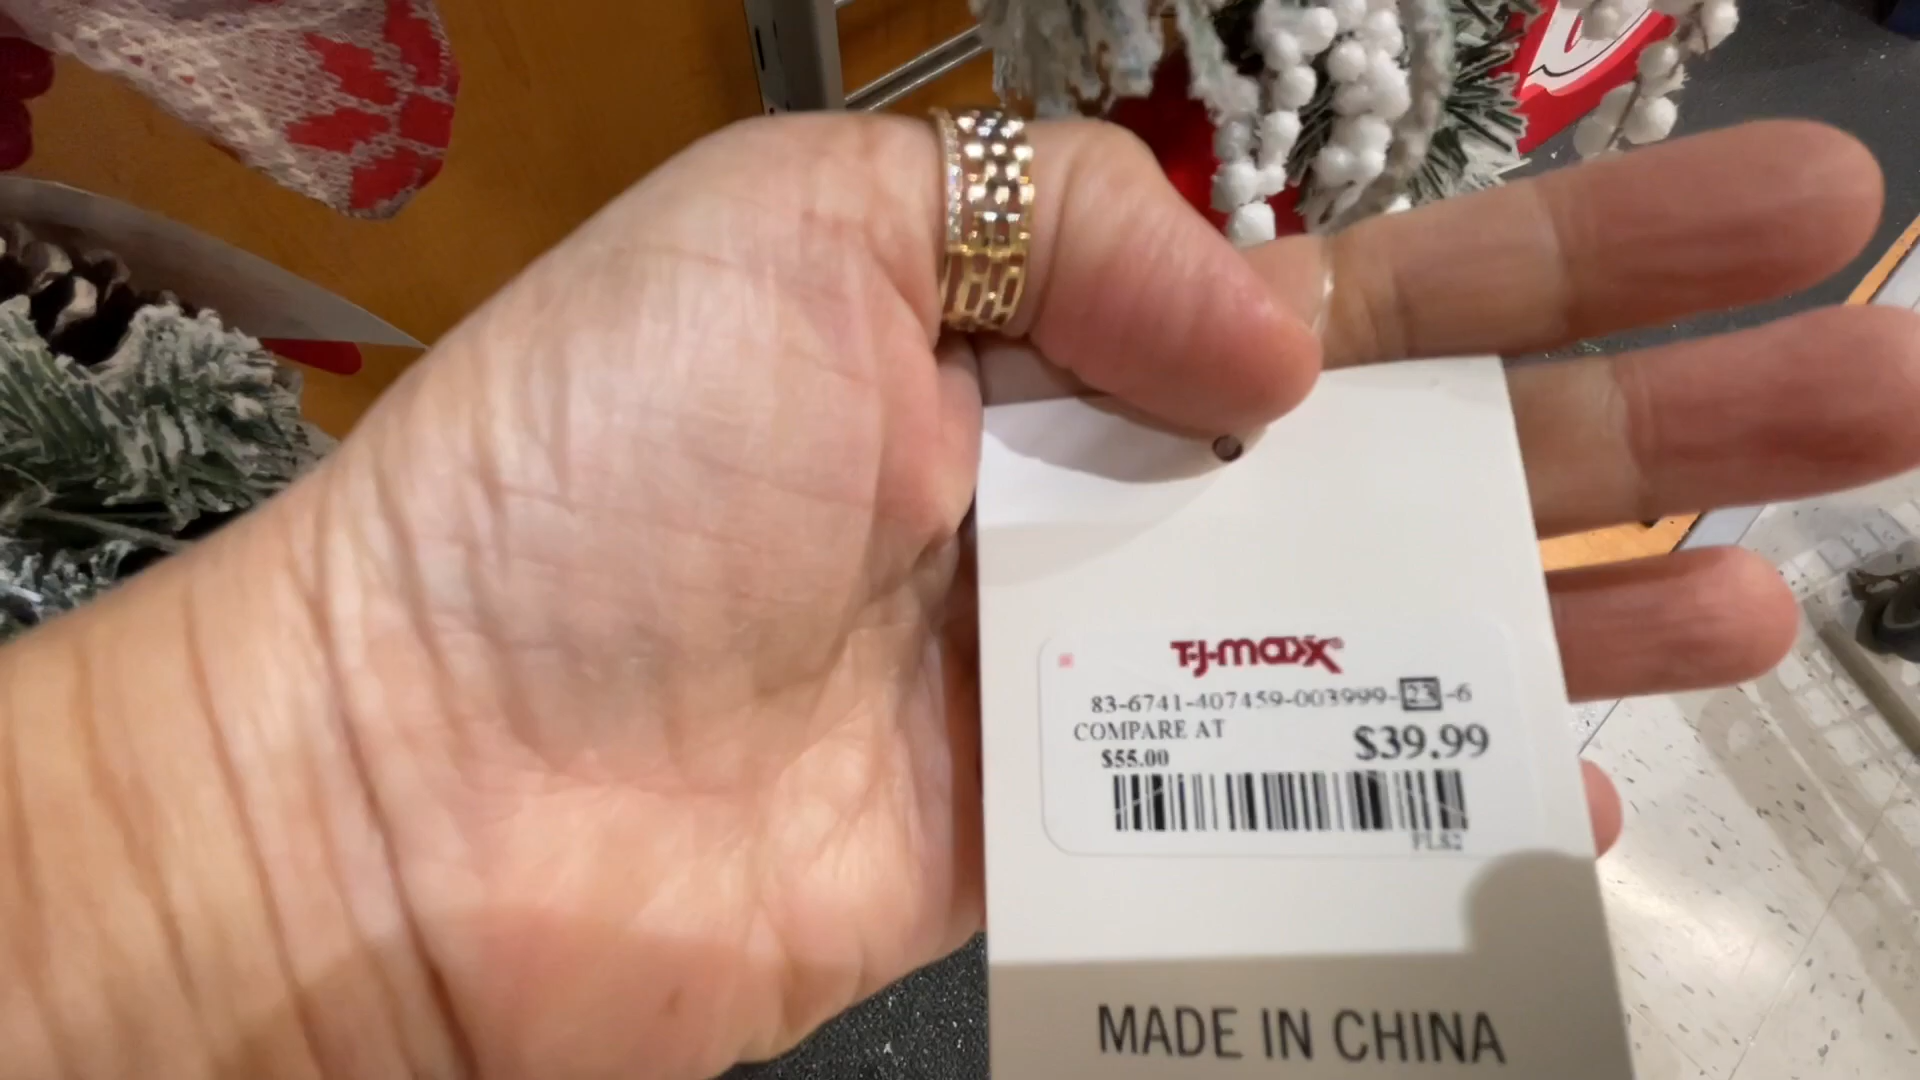 T·J·maxx®
83-6741-407459-003999-23-6
COMPARE AT
$55.00
$39.99
MADE IN CHINA